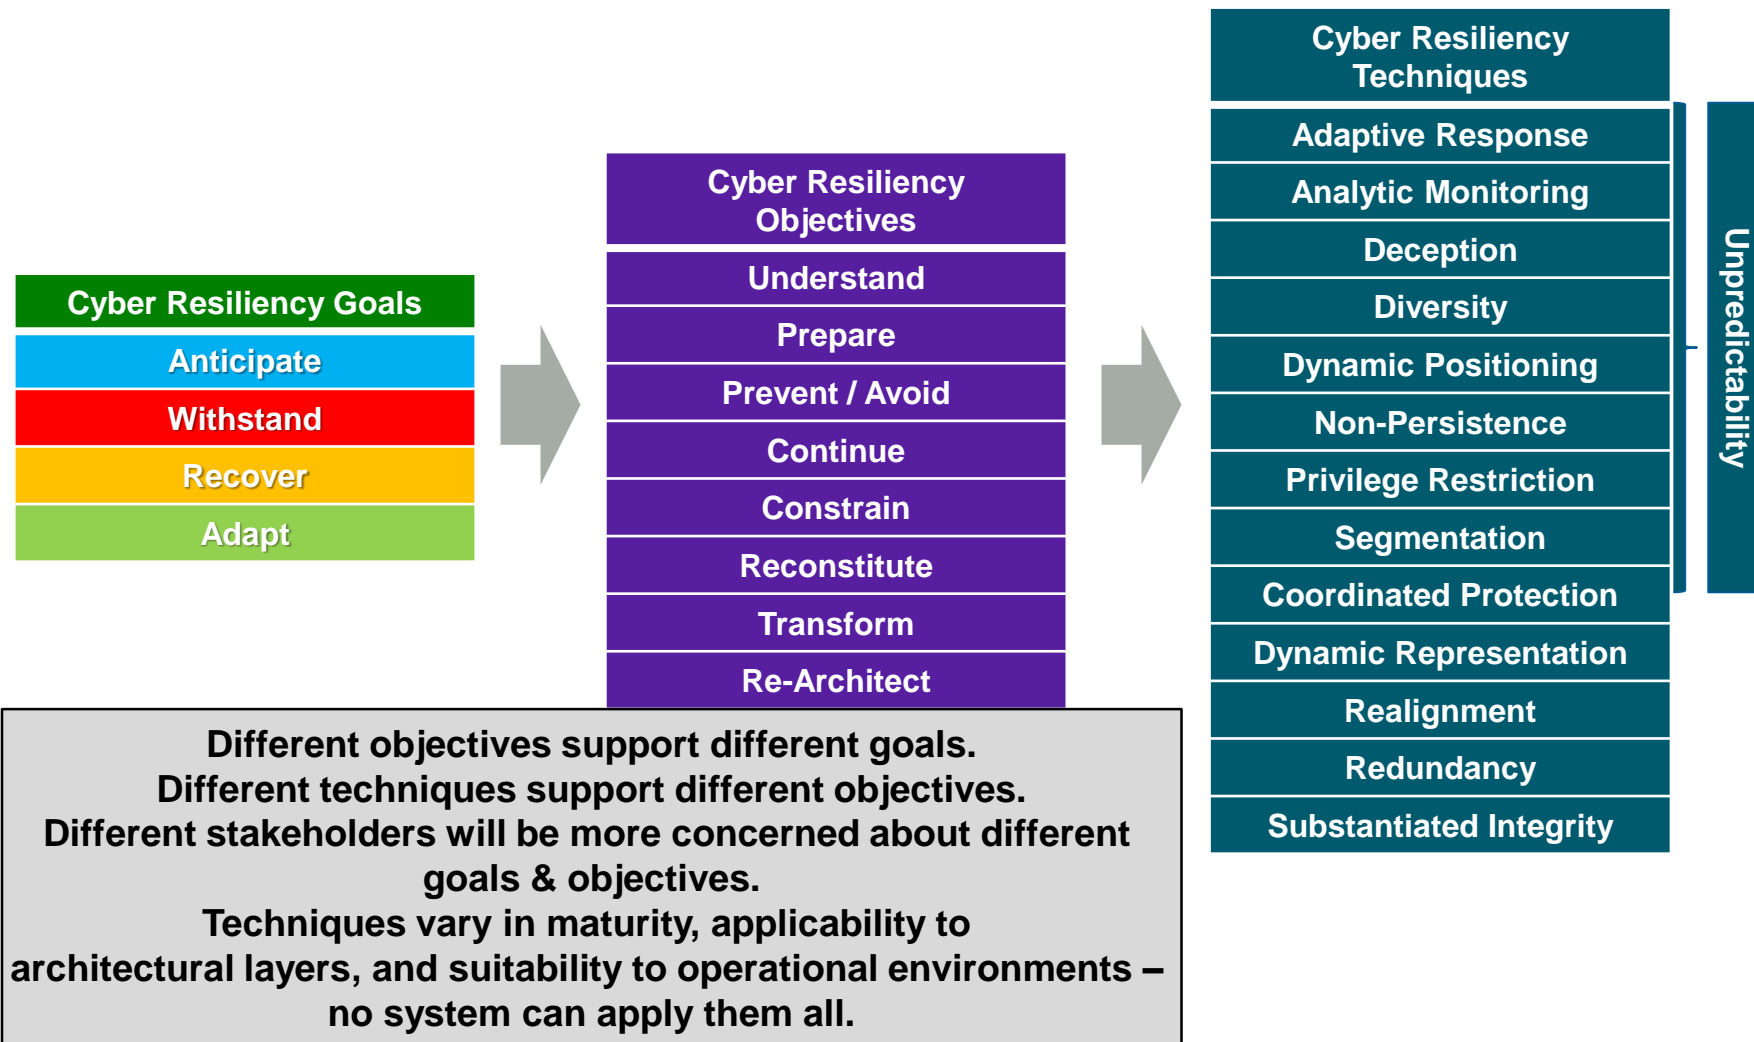 Cyber Resiliency Goals
Anticipate
Withstand
Recover
Adapt
Cyber Resiliency
Objectives
Understand
Prepare
Prevent / Avoid
Continue
Constrain
Reconstitute
Transform
Re-Architect
Cyber Resiliency
Techniques
Adaptive Response
Analytic Monitoring
Deception
Diversity
Dynamic Positioning
Non-Persistence
Privilege Restriction
Segmentation
Coordinated Protection
Dynamic Representation
Realignment
Redundancy
Substantiated Integrity
Unpredictability
Different objectives support different goals.
Different techniques support different objectives.
Different stakeholders will be more concerned about different
goals & objectives.
Techniques vary in maturity, applicability to
architectural layers, and suitability to operational environments –
no system can apply them all.